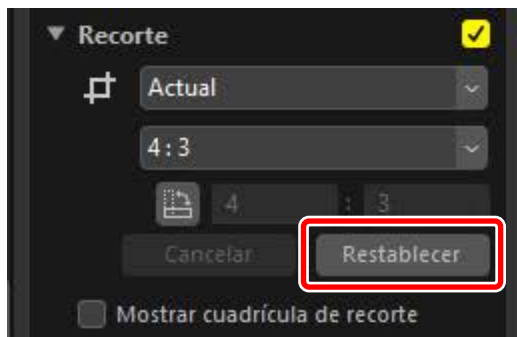 Recorte
Actual
4:3
4 : 3
Cancelar Restablecer
Mostrar cuadrícula de recorte